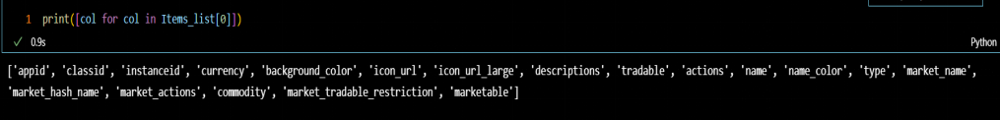 1 print([col for col in Items_list[0]])
✓ 0.9s
Python
['appid', 'classid', 'instanceid', 'currency', 'background_color', 'icon_url', 'icon_url_large', 'descriptions', 'tradable', 'actions', 'name', 'name_color', 'type', 'market_name',
'market_hash_name', 'market_actions', 'commodity', 'market_tradable_restriction', 'marketable']